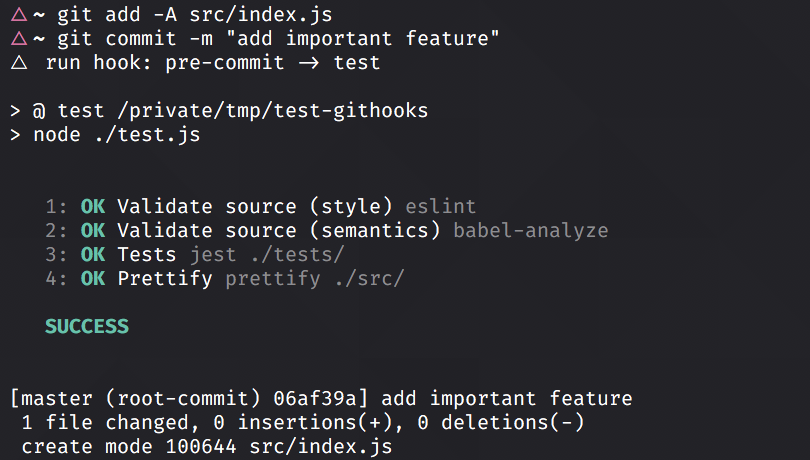 △ ~ git add -A src/index.js
△ ~ git commit -m "add important feature"
△ run hook: pre-commit → test
> @ test /private/tmp/test-githooks
> node ./test.js
1: OK Validate source (style) eslint
2: OK Validate source (semantics) babel-analyze
3: OK Tests jest ./tests/
4: OK Prettify prettify ./src/
SUCCESS
[master (root-commit) 06af39a] add important feature
1 file changed, 0 insertions(+), 0 deletions(-)
create mode 100644 src/index.js